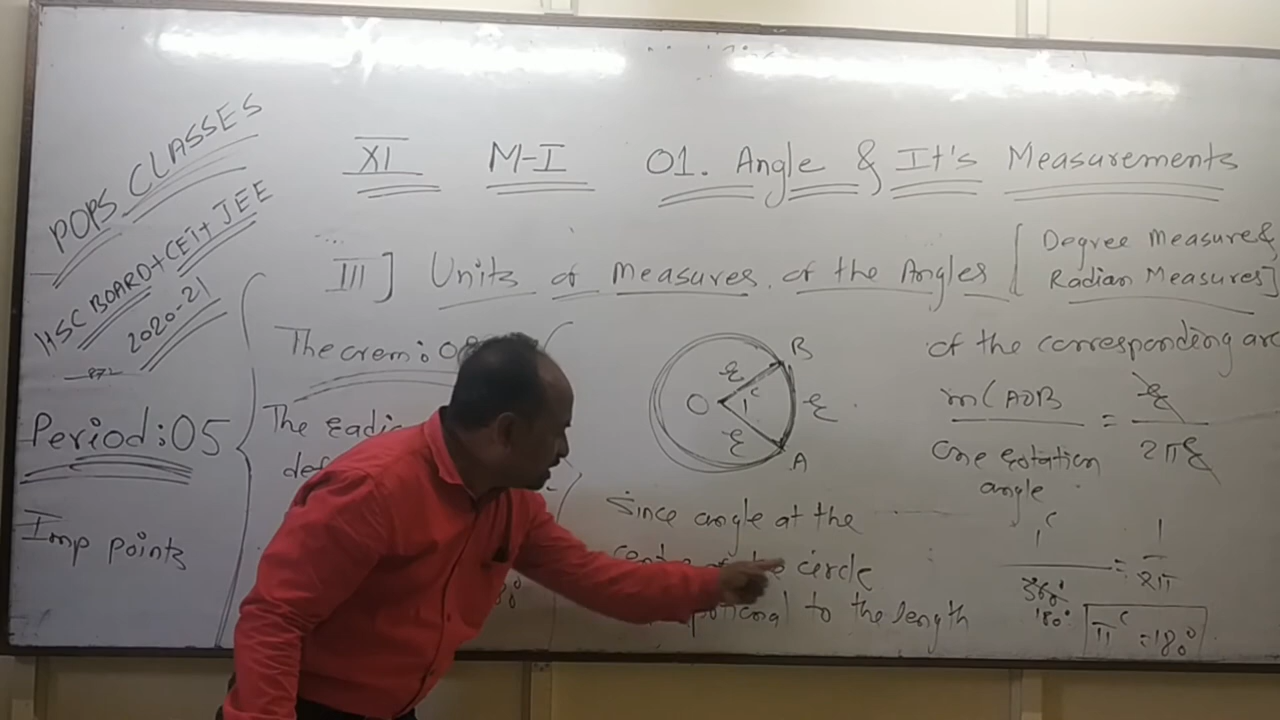 POPS CLASSES
HSC BOARD+CET+JEE
2020-21
Period:05
Imp points
XI M-I 01. Angle & It's Measurements
III] Units of Measures of the Angles [Degree Measure &
Radian Measures]
Theorem:
The
O B A
r r r
1ᶜ
Since angle at the
circle
to the length
of the corresponding arc
m∠AOB / One rotation angle = r / 2πr
1ᶜ / 360° = 1 / 2π
180°
πᶜ = 180°